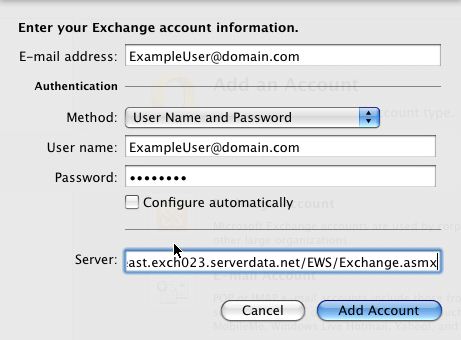 Enter your Exchange account information.
E-mail address: ExampleUser@domain.com
Authentication
Method: User Name and Password
User name: ExampleUser@domain.com
Password: ••••••••
Configure automatically
Server: .ast.exch023.serverdata.net/EWS/Exchange.asmx
Cancel Add Account